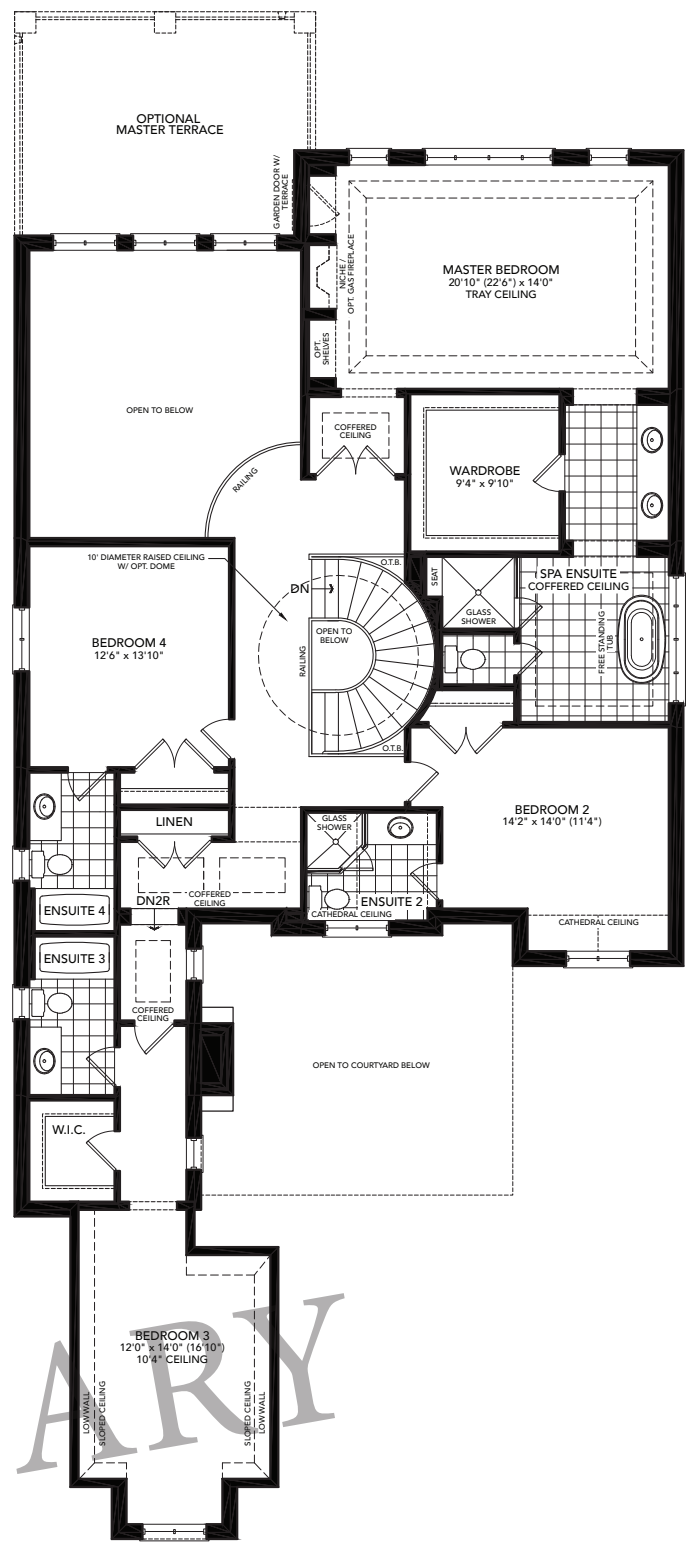 OPTIONAL
MASTER TERRACE
GARDEN DOOR W/
TERRACE
NICHE /
OPT. GAS FIREPLACE
MASTER BEDROOM
20'10" (22'6") x 14'0"
TRAY CEILING
OPT.
SHELVES
OPEN TO BELOW
COFFERED
CEILING
WARDROBE
9'4" x 9'10"
RAILING
10' DIAMETER RAISED CEILING
W/ OPT. DOME
O.T.B.
DN
SEAT
SPA ENSUITE
COFFERED CEILING
GLASS
SHOWER
FREE STANDING
TUB
OPEN TO
BELOW
RAILING
BEDROOM 4
12'6" x 13'10"
O.T.B.
BEDROOM 2
14'2" x 14'0" (11'4")
LINEN
GLASS
SHOWER
COFFERED
CEILING
DN2R
ENSUITE 4
ENSUITE 2
CATHEDRAL CEILING
CATHEDRAL CEILING
ENSUITE 3
COFFERED
CEILING
OPEN TO COURTYARD BELOW
W.I.C.
BEDROOM 3
12'0" x 14'0" (16'10")
10'4" CEILING
LOW WALL
SLOPED CEILING
SLOPED CEILING
LOW WALL
ARY